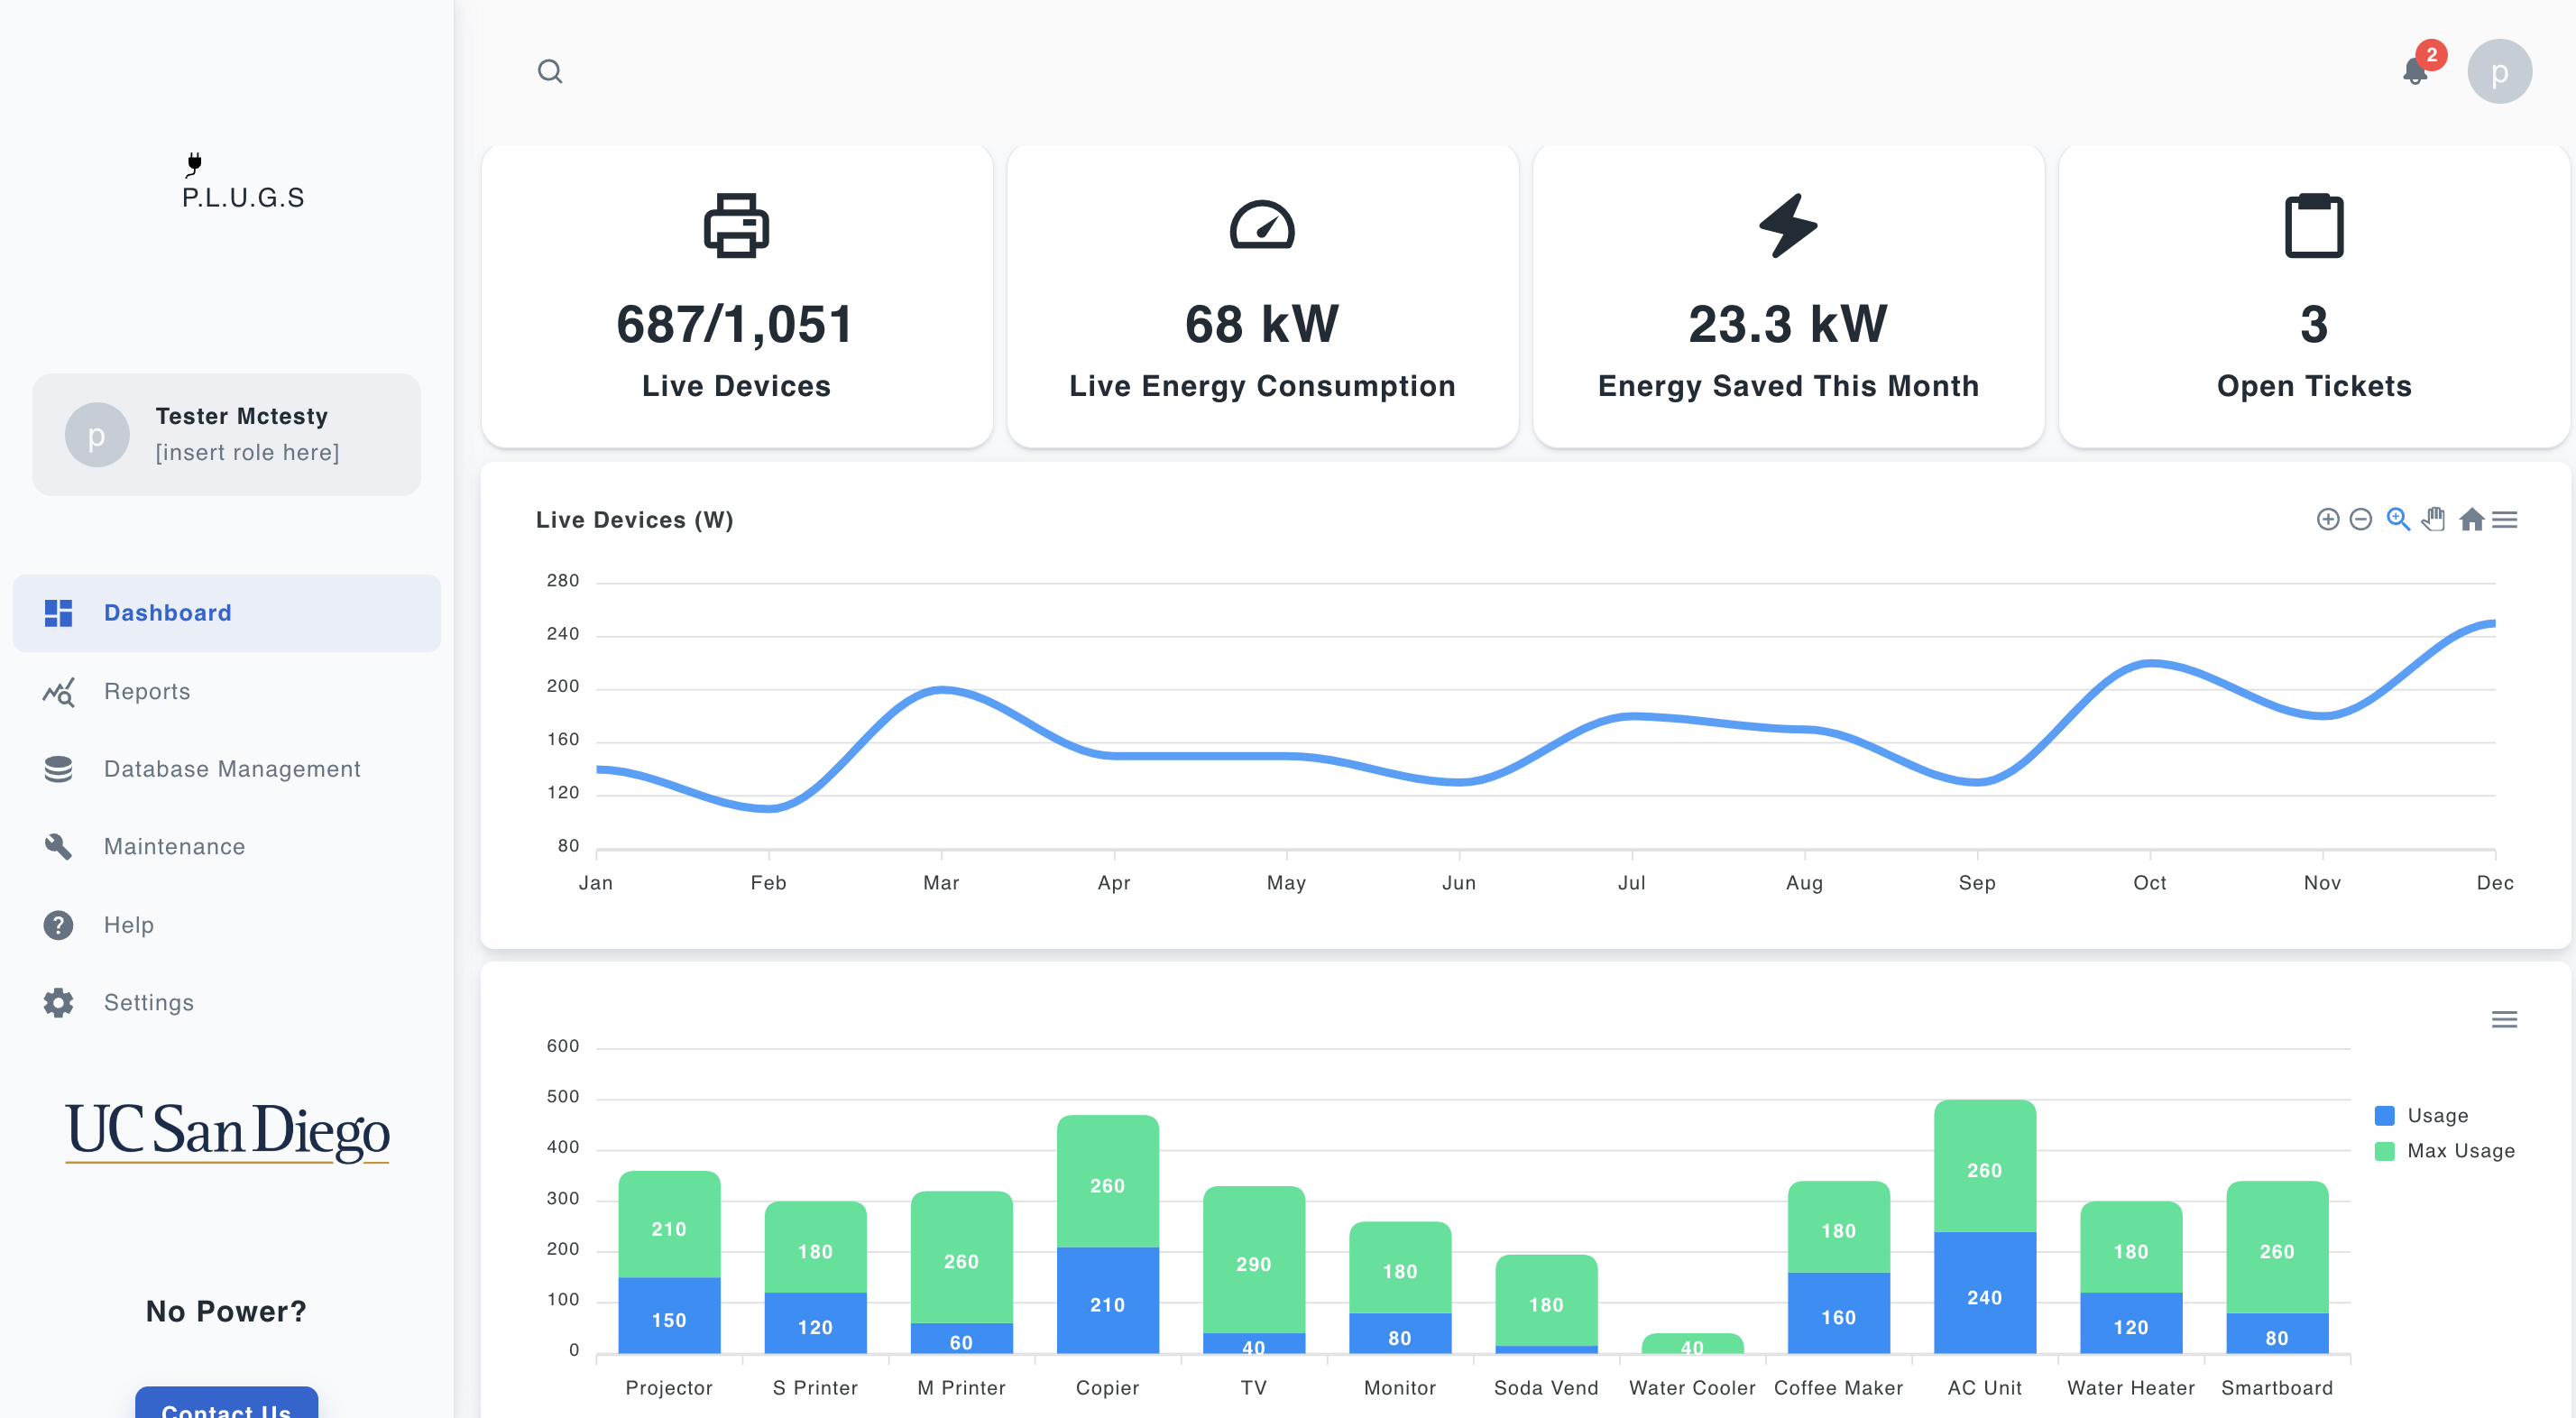 2
p
P.L.U.G.S
p
Tester Mctesty
[insert role here]
Dashboard
Reports
Database Management
Maintenance
Help
Settings
UC San Diego
No Power?
Contact Us
687/1,051
Live Devices
68 kW
Live Energy Consumption
23.3 kW
Energy Saved This Month
3
Open Tickets
Live Devices (W)
280
240
200
160
120
80
Jan Feb Mar Apr May Jun Jul Aug Sep Oct Nov Dec
600
500
400
300
200
100
0
210 180 260 260 290 180 180 40 180 260 180 260
150 120 60 210 40 80 160 240 120 80
Projector S Printer M Printer Copier TV Monitor Soda Vend Water Cooler Coffee Maker AC Unit Water Heater Smartboard
Usage
Max Usage